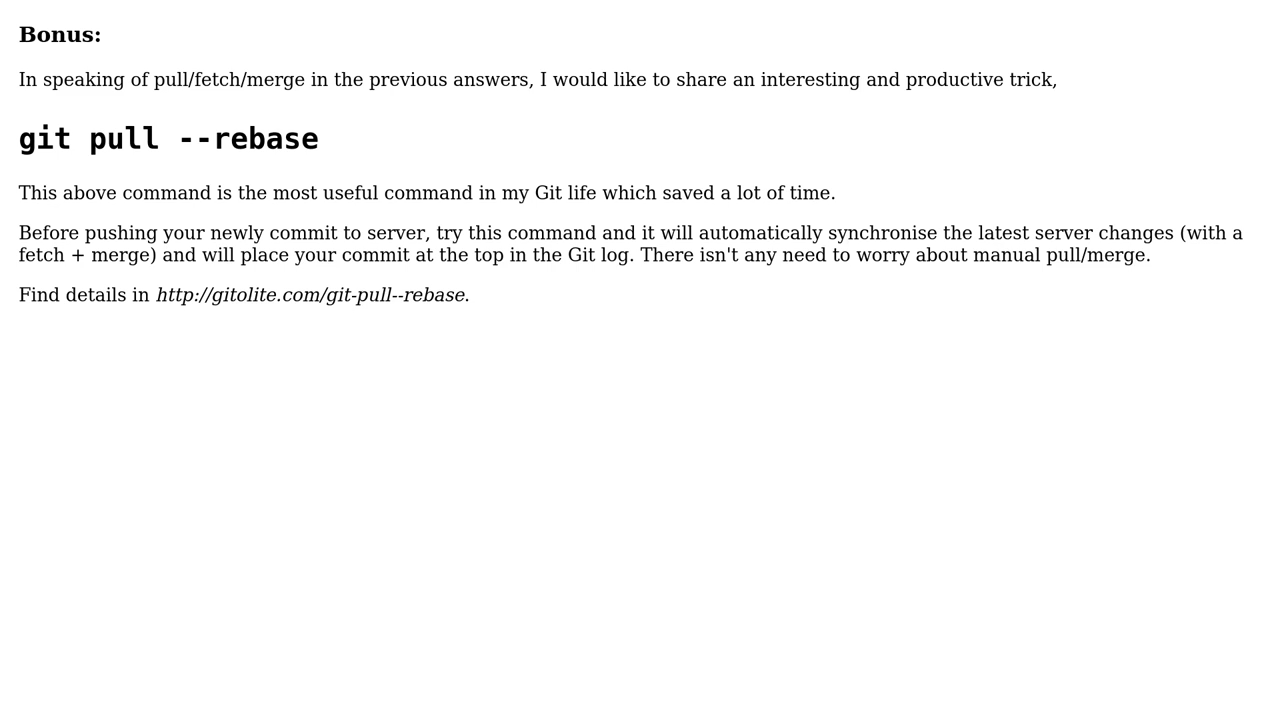 Bonus:
In speaking of pull/fetch/merge in the previous answers, I would like to share an interesting and productive trick,
git pull --rebase
This above command is the most useful command in my Git life which saved a lot of time.
Before pushing your newly commit to server, try this command and it will automatically synchronise the latest server changes (with a
fetch + merge) and will place your commit at the top in the Git log. There isn't any need to worry about manual pull/merge.
Find details in http://gitolite.com/git-pull--rebase.